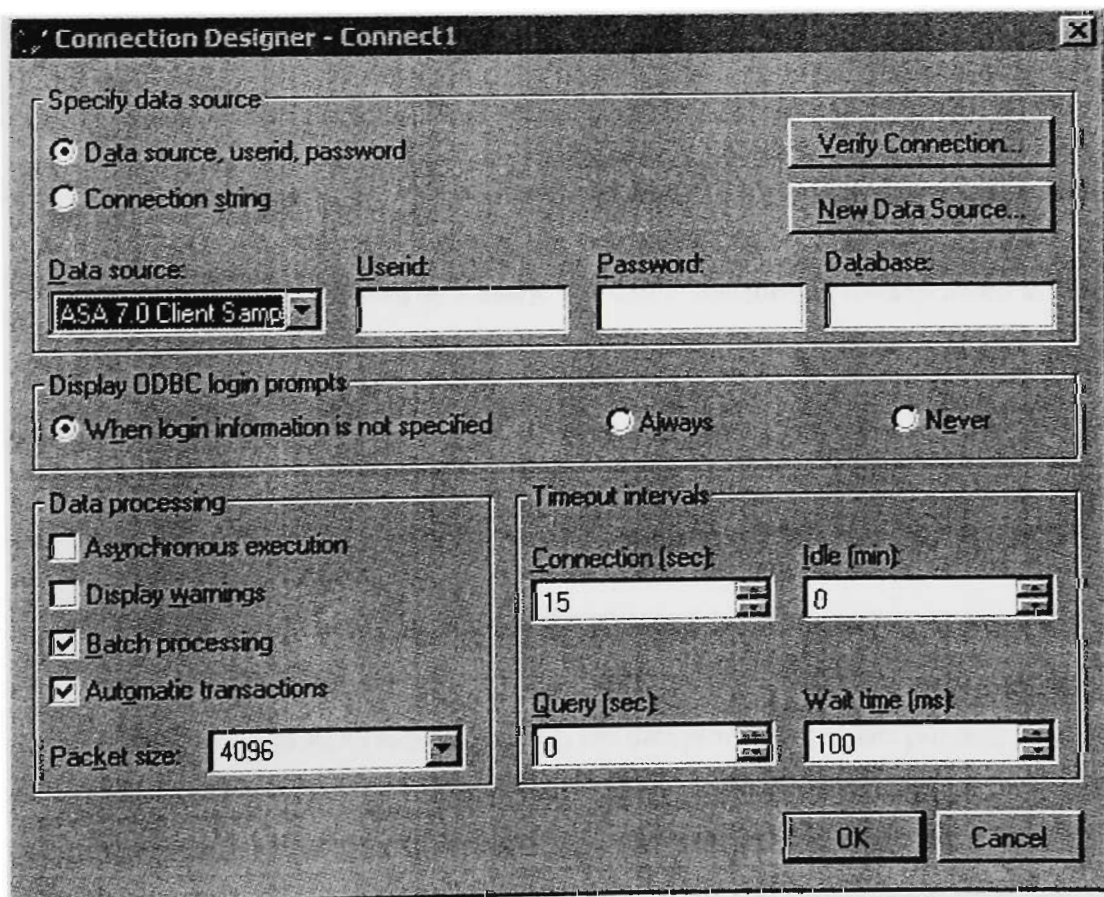 Connection Designer - Connect1
Specify data source
Data source, userid, password
Verify Connection...
Connection string
New Data Source...
Data source:
Userid:
Password:
Database:
ASA 7.0 Client Samp
Display ODBC login prompts
When login information is not specified
Always
Never
Data processing
Asynchronous execution
Display warnings
Batch processing
Automatic transactions
Packet size:
4096
Timeout intervals
Connection (sec):
Idle (min):
15
0
Query (sec):
Wait time (ms):
0
100
OK
Cancel